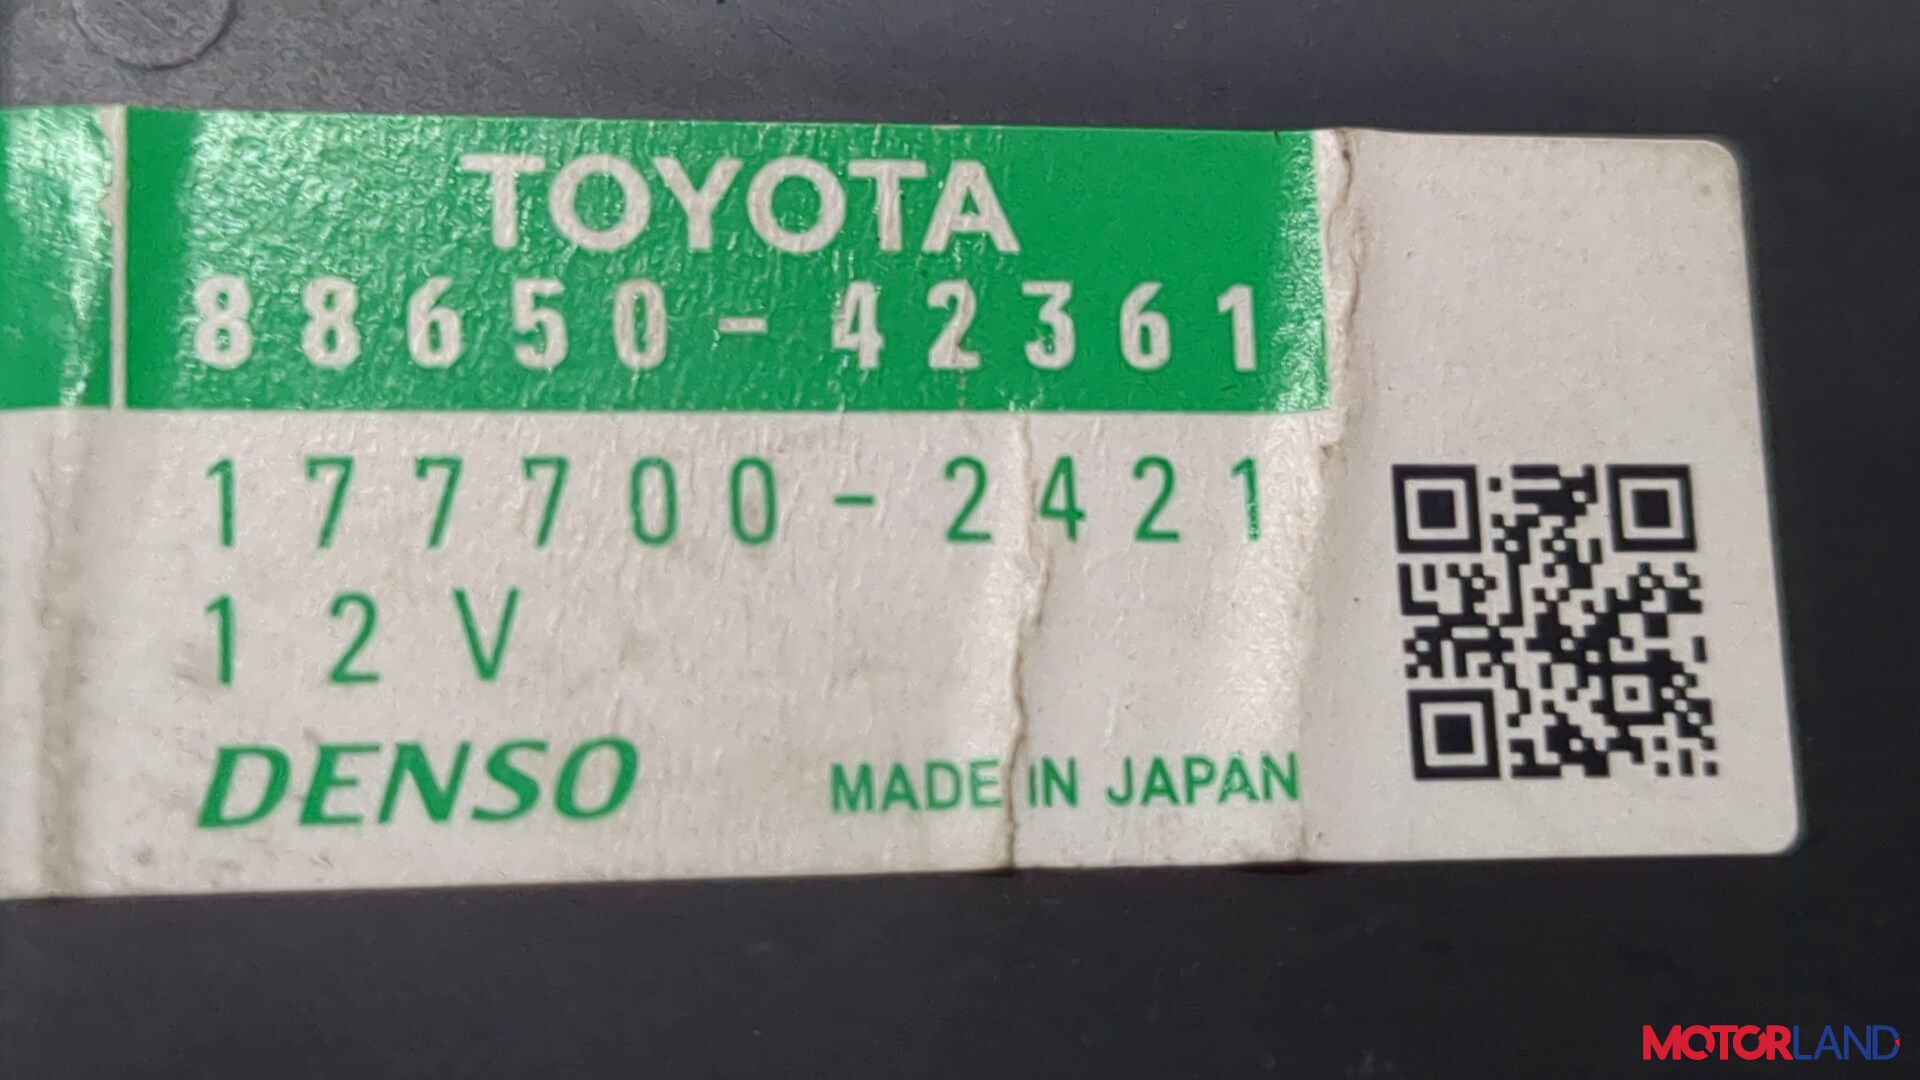 TOYOTA
88650-42361
177700-2421
12V
DENSO MADE IN JAPAN
MOTORLAND